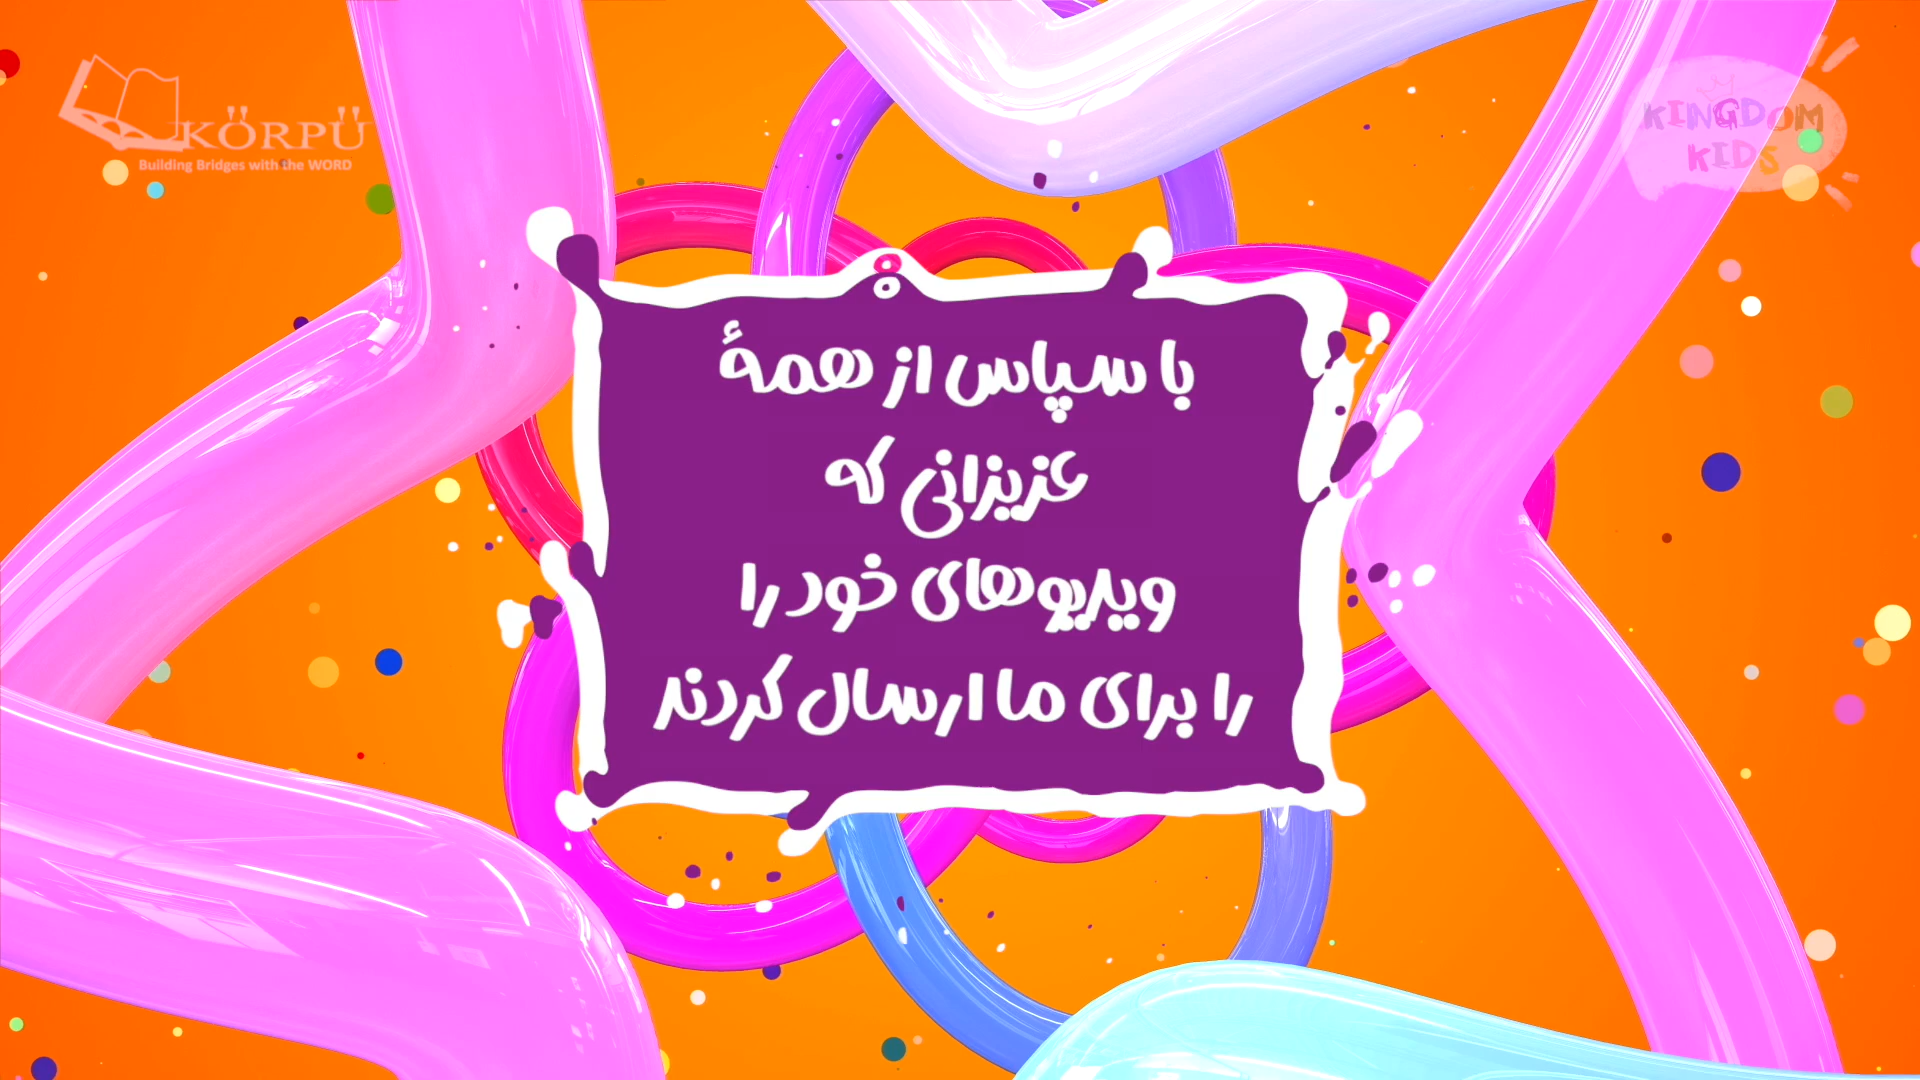 KÖRPÜ
Building Bridges with the WORD
KINGDOM
KIDS
با سپاس از همهٔ
عزیزانی که
ویدیوهای خود را
را برای ما ارسال کردند